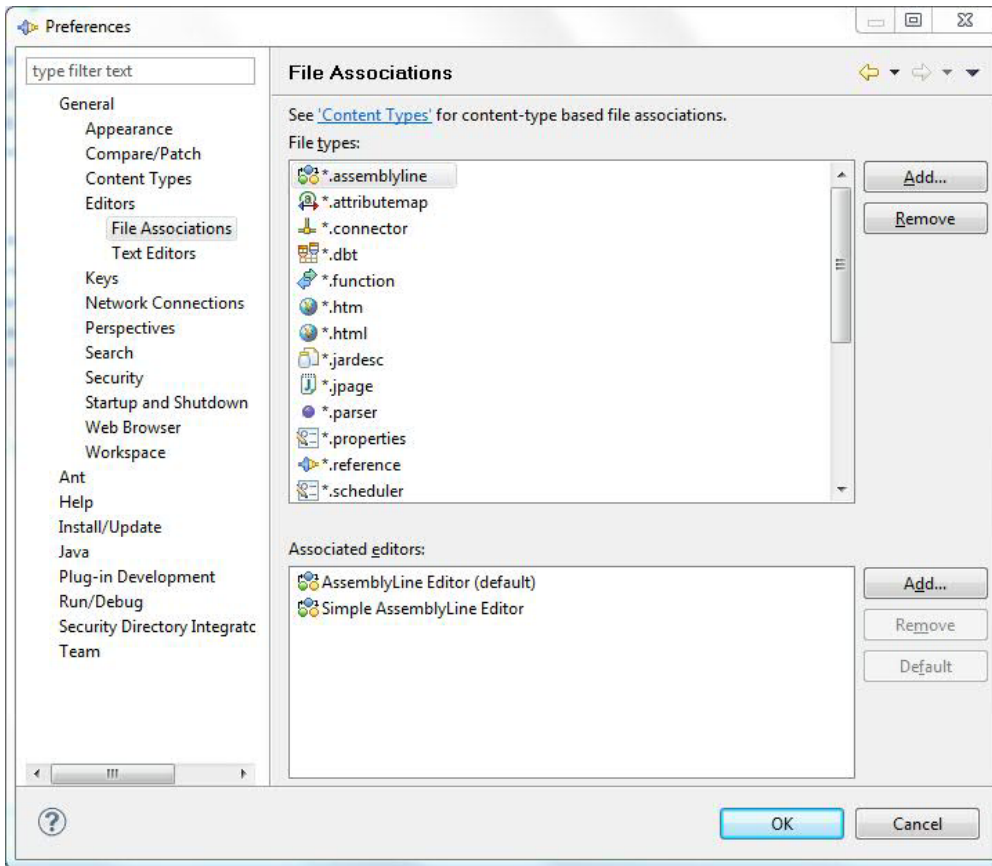 Preferences
type filter text
General
Appearance
Compare/Patch
Content Types
Editors
File Associations
Text Editors
Keys
Network Connections
Perspectives
Search
Security
Startup and Shutdown
Web Browser
Workspace
Ant
Help
Install/Update
Java
Plug-in Development
Run/Debug
Security Directory Integratc
Team
File Associations
See 'Content Types' for content-type based file associations.
File types:
*.assemblyline
*.attributemap
*.connector
*.dbt
*.function
*.htm
*.html
*.jardesc
*.jpage
*.parser
*.properties
*.reference
*.scheduler
Add...
Remove
Associated editors:
AssemblyLine Editor (default)
Simple AssemblyLine Editor
Add...
Remove
Default
OK
Cancel